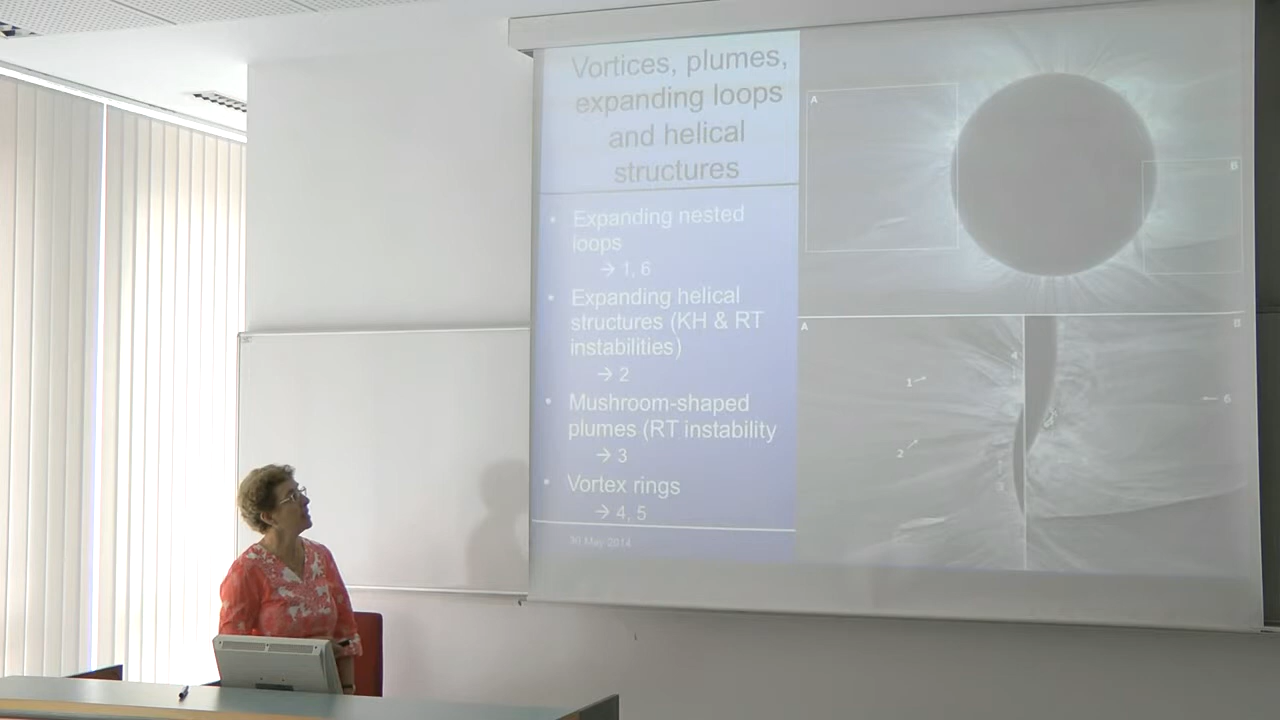 Vortices, plumes,
expanding loops
and helical
structures
• Expanding nested
loops
→ 1, 6
• Expanding helical
structures (KH & RT
instabilities)
→ 2
• Mushroom-shaped
plumes (RT instability
→ 3
• Vortex rings
→ 4, 5
30 May 2014
A
B
A
B
1
2
4
6